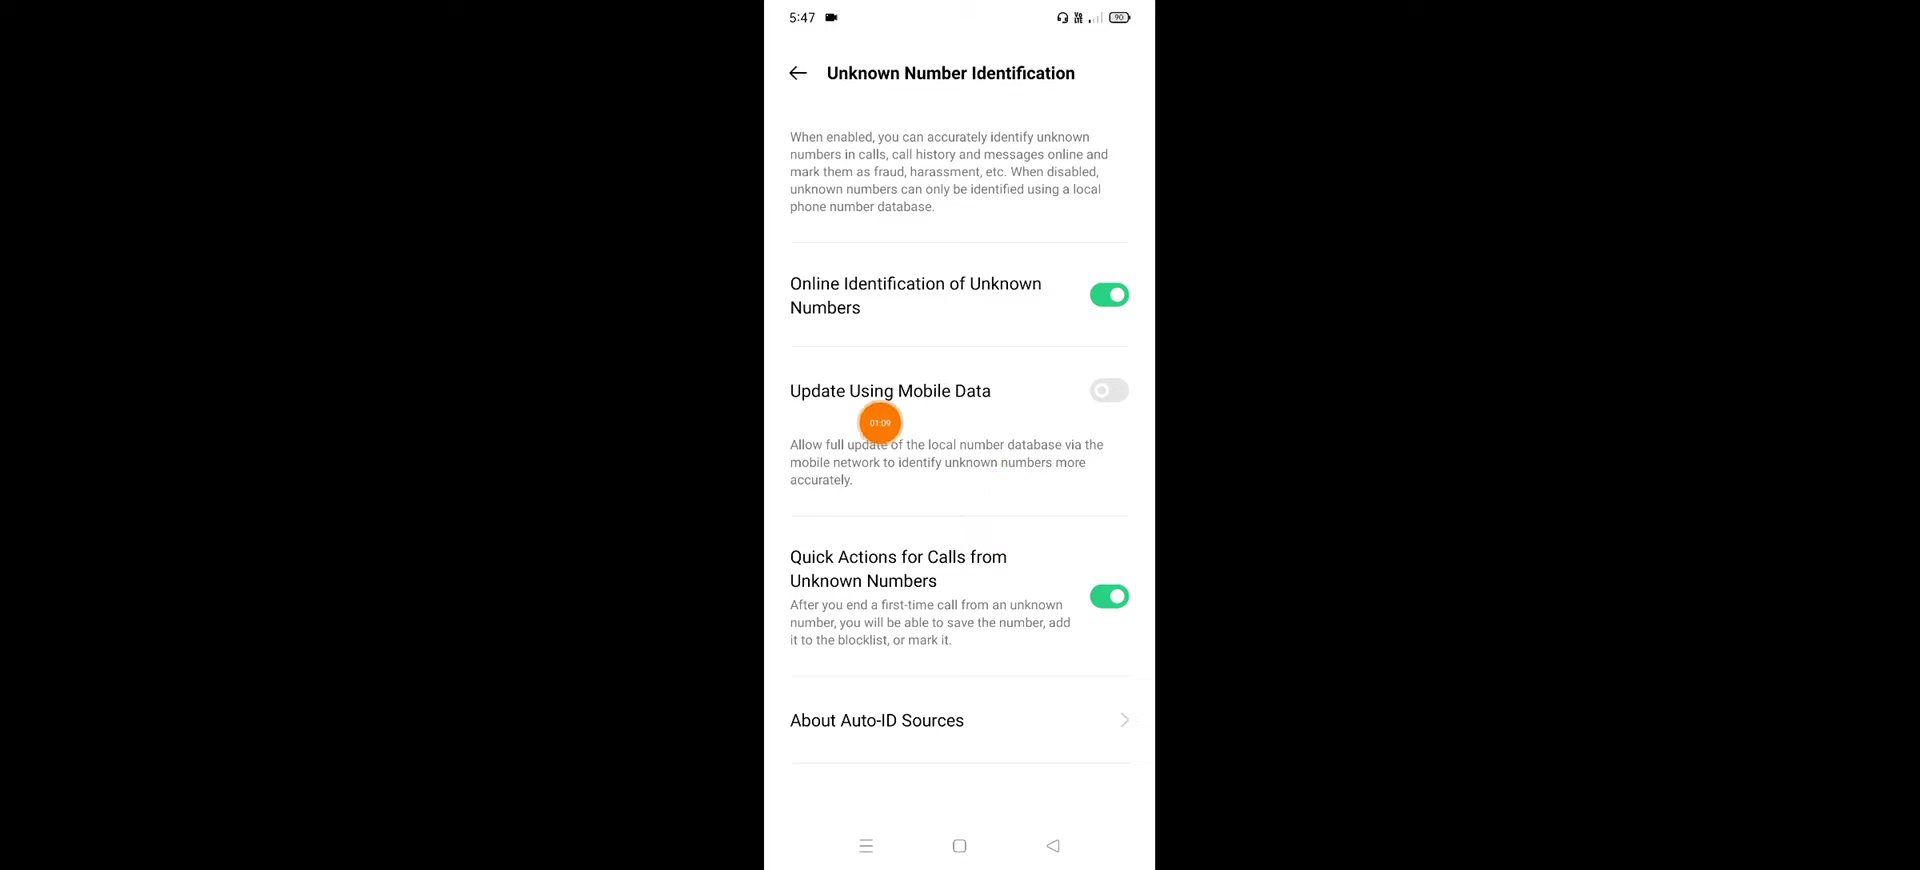 5:47
VO
LTE
90
Unknown Number Identification
When enabled, you can accurately identify unknown
numbers in calls, call history and messages online and
mark them as fraud, harassment, etc. When disabled,
unknown numbers can only be identified using a local
phone number database.
Online Identification of Unknown
Numbers
Update Using Mobile Data
01:09
Allow full update of the local number database via the
mobile network to identify unknown numbers more
accurately.
Quick Actions for Calls from
Unknown Numbers
After you end a first-time call from an unknown
number, you will be able to save the number, add
it to the blocklist, or mark it.
About Auto-ID Sources